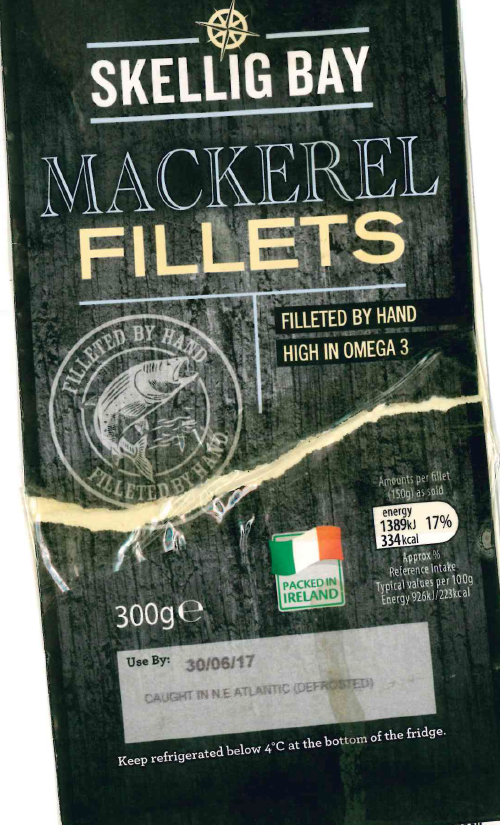 SKELLIG BAY
MACKEREL
FILLETS
FILLETED BY HAND
HIGH IN OMEGA 3
FILLETED BY HAND
FILLETED BY HAND
Amounts per fillet
(150g) as sold
energy
1389kJ 17%
334kcal
Approx %
Reference Intake
Typical values per 100g
Energy 926kJ/223kcal
PACKED IN
IRELAND
300g℮
Use By: 30/06/17
CAUGHT IN N.E ATLANTIC (DEFROSTED)
Keep refrigerated below 4°C at the bottom of the fridge.